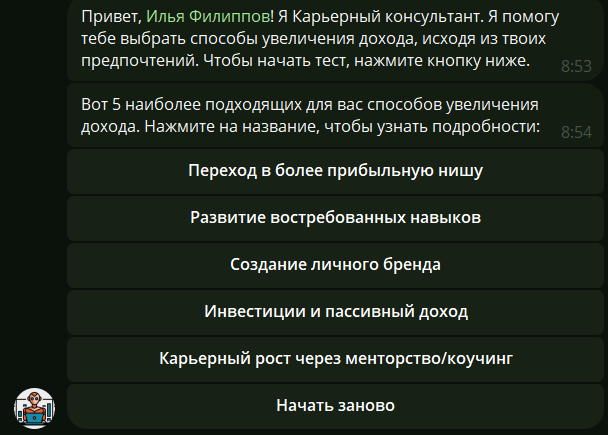 Привет, Илья Филиппов! Я Карьерный консультант. Я помогу
тебе выбрать способы увеличения дохода, исходя из твоих
предпочтений. Чтобы начать тест, нажмите кнопку ниже.
8:53
Вот 5 наиболее подходящих для вас способов увеличения
дохода. Нажмите на название, чтобы узнать подробности:
8:54
Переход в более прибыльную нишу
Развитие востребованных навыков
Создание личного бренда
Инвестиции и пассивный доход
Карьерный рост через менторство/коучинг
Начать заново